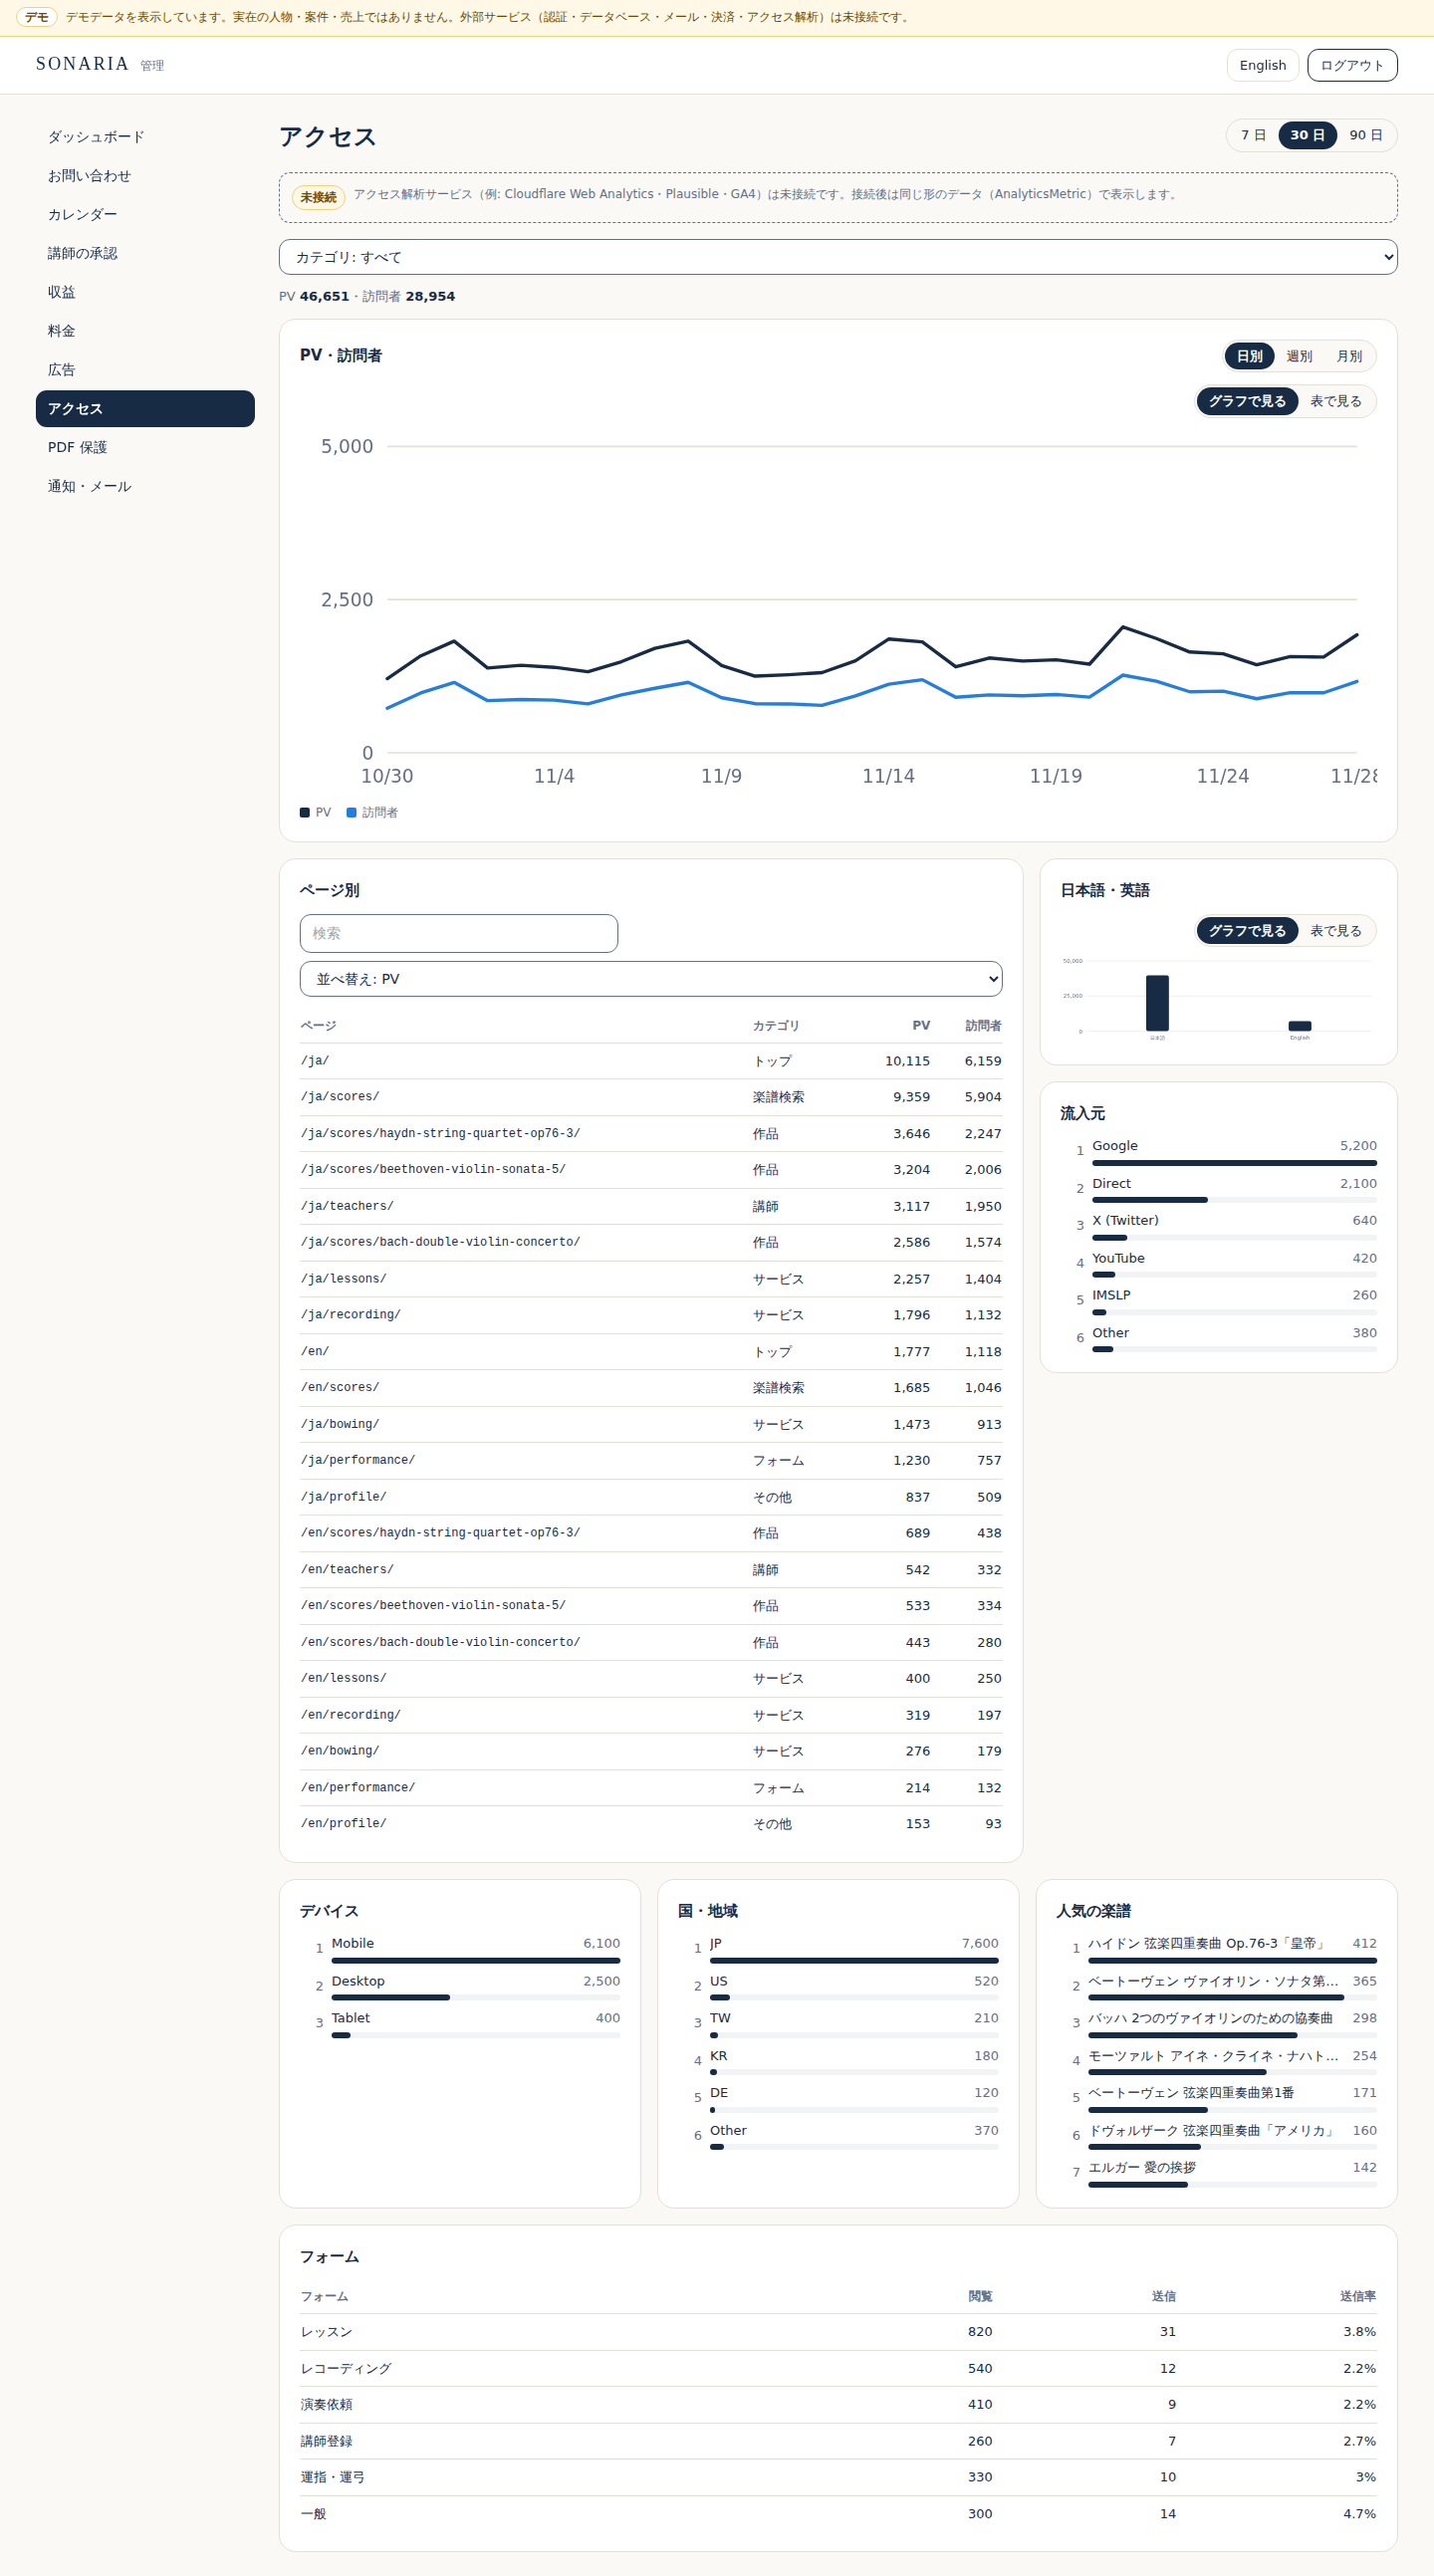 デモ デモデータを表示しています。実在の人物・案件・売上ではありません。外部サービス（認証・データベース・メール・決済・アクセス解析）は未接続です。
SONARIA 管理 English ログアウト
ダッシュボード
お問い合わせ
カレンダー
講師の承認
収益
料金
広告
アクセス
PDF 保護
通知・メール
アクセス 7 日 30 日 90 日
未接続 アクセス解析サービス（例: Cloudflare Web Analytics・Plausible・GA4）は未接続です。接続後は同じ形のデータ（AnalyticsMetric）で表示します。
カテゴリ: すべて
PV 46,651・訪問者 28,954
PV・訪問者 日別 週別 月別
グラフで見る 表で見る
5,000
2,500
0
10/30 11/4 11/9 11/14 11/19 11/24 11/28
PV 訪問者
ページ別
検索
並べ替え: PV
ページ カテゴリ PV 訪問者
/ja/ トップ 10,115 6,159
/ja/scores/ 楽譜検索 9,359 5,904
/ja/scores/haydn-string-quartet-op76-3/ 作品 3,646 2,247
/ja/scores/beethoven-violin-sonata-5/ 作品 3,204 2,006
/ja/teachers/ 講師 3,117 1,950
/ja/scores/bach-double-violin-concerto/ 作品 2,586 1,574
/ja/lessons/ サービス 2,257 1,404
/ja/recording/ サービス 1,796 1,132
/en/ トップ 1,777 1,118
/en/scores/ 楽譜検索 1,685 1,046
/ja/bowing/ サービス 1,473 913
/ja/performance/ フォーム 1,230 757
/ja/profile/ その他 837 509
/en/scores/haydn-string-quartet-op76-3/ 作品 689 438
/en/teachers/ 講師 542 332
/en/scores/beethoven-violin-sonata-5/ 作品 533 334
/en/scores/bach-double-violin-concerto/ 作品 443 280
/en/lessons/ サービス 400 250
/en/recording/ サービス 319 197
/en/bowing/ サービス 276 179
/en/performance/ フォーム 214 132
/en/profile/ その他 153 93
日本語・英語
グラフで見る 表で見る
50,000
25,000
0
日本語 English
流入元
1 Google 5,200
2 Direct 2,100
3 X (Twitter) 640
4 YouTube 420
5 IMSLP 260
6 Other 380
デバイス
1 Mobile 6,100
2 Desktop 2,500
3 Tablet 400
国・地域
1 JP 7,600
2 US 520
3 TW 210
4 KR 180
5 DE 120
6 Other 370
人気の楽譜
1 ハイドン 弦楽四重奏曲 Op.76-3「皇帝」 412
2 ベートーヴェン ヴァイオリン・ソナタ第… 365
3 バッハ 2つのヴァイオリンのための協奏曲 298
4 モーツァルト アイネ・クライネ・ナハト… 254
5 ベートーヴェン 弦楽四重奏曲第1番 171
6 ドヴォルザーク 弦楽四重奏曲「アメリカ」 160
7 エルガー 愛の挨拶 142
フォーム
フォーム 閲覧 送信 送信率
レッスン 820 31 3.8%
レコーディング 540 12 2.2%
演奏依頼 410 9 2.2%
講師登録 260 7 2.7%
運指・運弓 330 10 3%
一般 300 14 4.7%